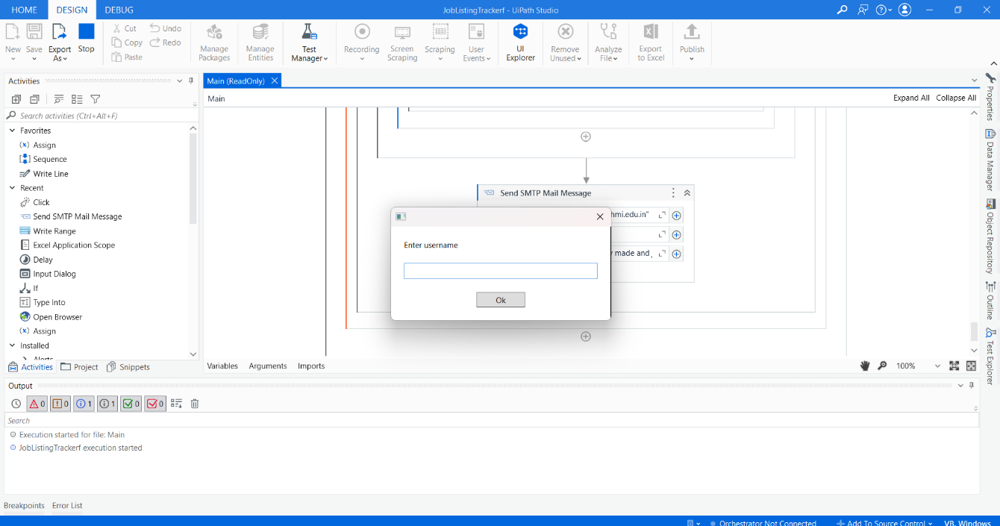 HOME DESIGN DEBUG JobListingTrackerf - UiPath Studio
New Save Export As Stop Cut Copy Paste Undo Redo Manage Packages Manage Entities Test Manager Recording Screen Scraping Scraping User Events UI Explorer Remove Unused Analyze File Export to Excel Publish
Activities
Search activities (Ctrl+Alt+F)
Favorites
Assign
Sequence
Write Line
Recent
Click
Send SMTP Mail Message
Write Range
Excel Application Scope
Delay
Input Dialog
If
Type Into
Open Browser
Assign
Installed
Alerts
Activities Project Snippets
Main (ReadOnly)
Main Expand All Collapse All
Send SMTP Mail Message
hmi.edu.in"
made and
Enter username
Ok
Variables Arguments Imports 100%
Properties
Data Manager
Object Repository
Outline
Test Explorer
Output
0 0 1 1 0 0
Search
Execution started for file: Main
JobListingTrackerf execution started
Breakpoints Error List
Orchestrator Not Connected Add To Source Control VB, Windows